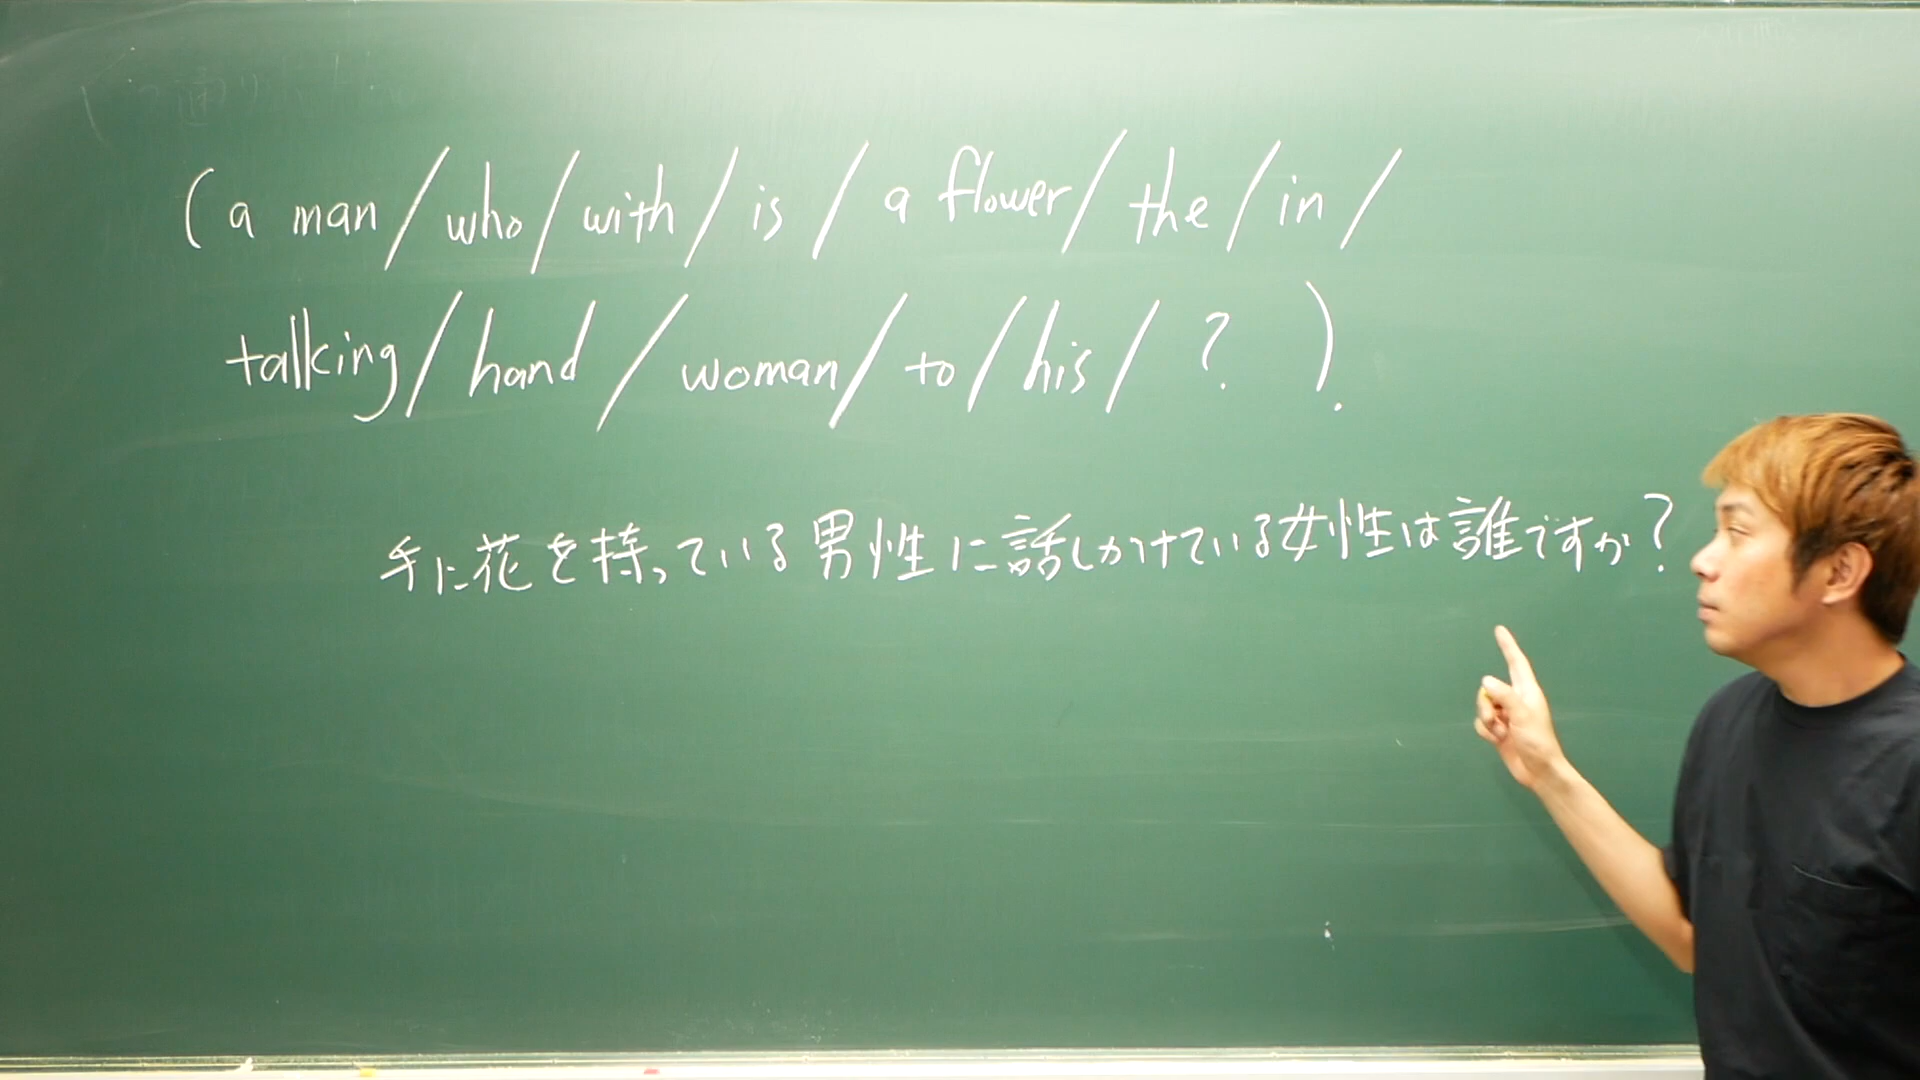 (a man / who / with / is / a flower / the / in /
talking / hand / woman / to / his / ? ).
手に花を持っている男性に話しかけている女性は誰ですか?